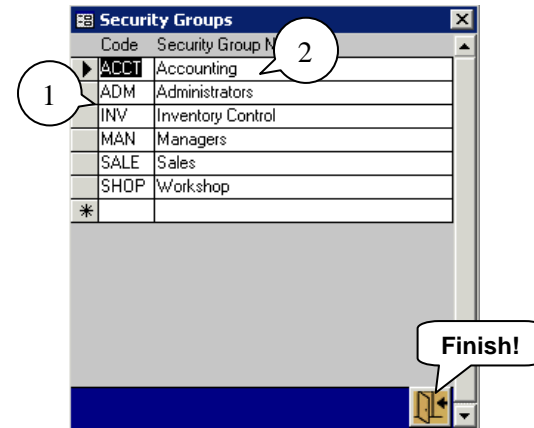 Security Groups
Code Security Group N
2
ACCT Accounting
1
ADM Administrators
INV Inventory Control
MAN Managers
SALE Sales
SHOP Workshop
Finish!